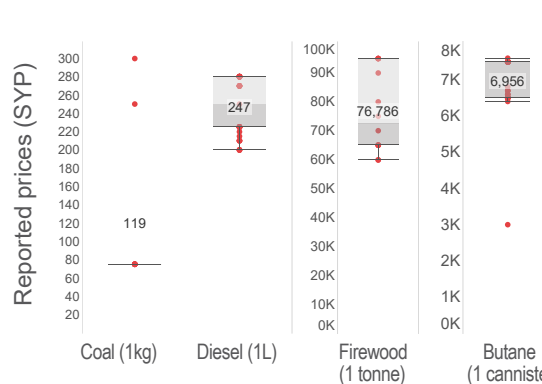 Reported prices (SYP)
300
280
260
240
220
200
180
160
140
120
100
80
60
40
20
119
247
Coal (1kg)
Diesel (1L)
100K
90K
80K
70K
60K
50K
40K
30K
20K
10K
0K
76,786
Firewood
(1 tonne)
8K
7K
6K
5K
4K
3K
2K
1K
0K
6,956
Butane
(1 canniste